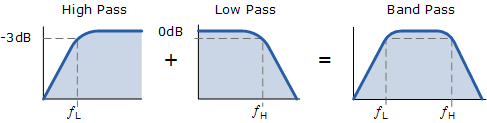 High Pass
Low Pass
Band Pass
-3dB
0dB
+
=
fL
fH
fL
fH